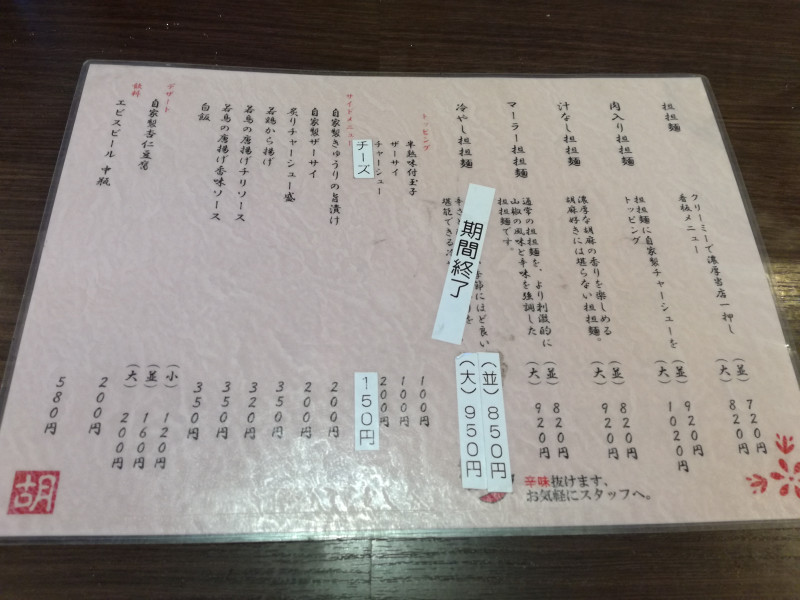 担担麺
クリーミーで濃厚当店一押し
看板メニュー
(並) 720円
(大) 820円
肉入り担担麺
担担麺に自家製チャーシューを
トッピング
(並) 920円
(大) 1020円
汁なし担担麺
濃厚な胡麻の香りを楽しめる
胡麻好きには堪らない担担麺。
(並) 820円
(大) 920円
マーラー担担麺
通常の担担麺を、より刺激的に
山椒の風味と辛味を強調した
担担麺です。
(並) 820円
(大) 920円
冷やし担担麺
季節にほど良い
辛さと
を
堪能できる
期間終了
(並) 850円
(大) 950円
トッピング
半熟味付玉子 100円
ザーサイ 100円
チャーシュー 200円
チーズ 150円
サイドメニュー
自家製きゅうりの旨漬け 200円
自家製ザーサイ 200円
炙りチャーシュー盛 350円
若鶏から揚げ 320円
若鳥の唐揚げチリソース 350円
若鳥の唐揚げ香味ソース 350円
白飯
(小) 120円
(並) 160円
(大) 200円
デザート
自家製杏仁豆腐 200円
飲料
エビスビール 中瓶 580円
辛味抜けます、
お気軽にスタッフへ。
胡